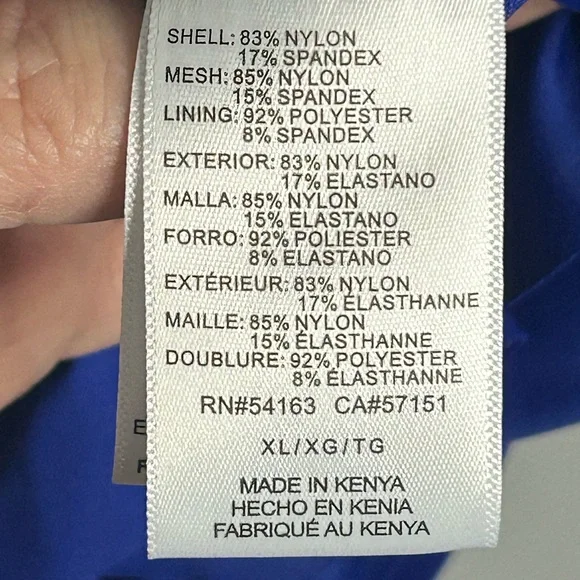 SHELL: 83% NYLON
17% SPANDEX
MESH: 85% NYLON
15% SPANDEX
LINING: 92% POLYESTER
8% SPANDEX
EXTERIOR: 83% NYLON
17% ELASTANO
MALLA: 85% NYLON
15% ELASTANO
FORRO: 92% POLIESTER
8% ELASTANO
EXTÉRIEUR: 83% NYLON
17% ÉLASTHANNE
MAILLE: 85% NYLON
15% ÉLASTHANNE
DOUBLURE: 92% POLYESTER
8% ÉLASTHANNE
RN#54163 CA#57151
XL/XG/TG
MADE IN KENYA
HECHO EN KENIA
FABRIQUÉ AU KENYA